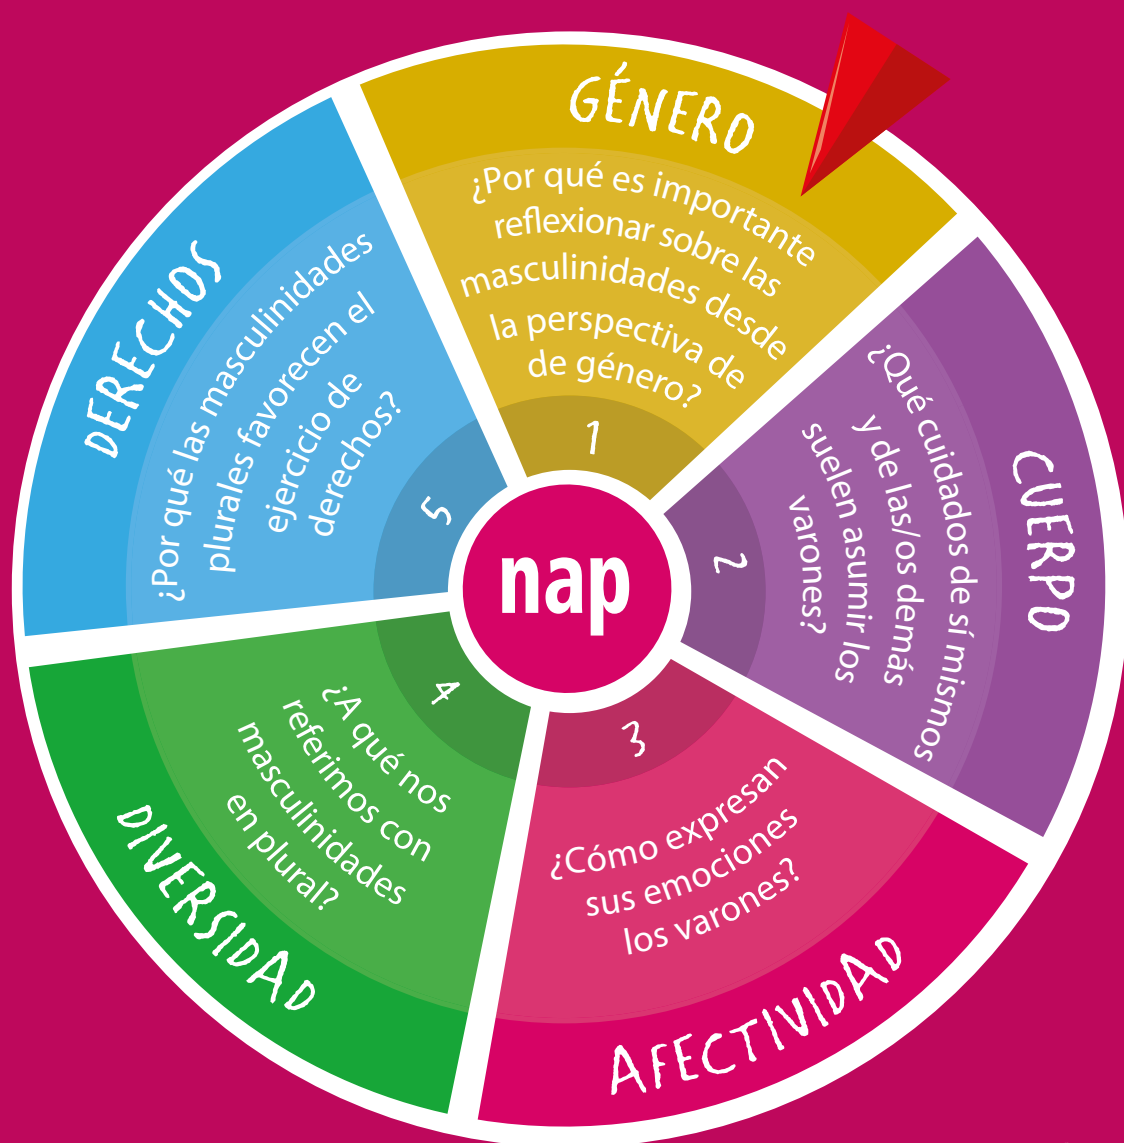 GÉNERO
¿Por qué es importante
reflexionar sobre las
masculinidades desde
la perspectiva de
de género?
1
CUERPO
¿Qué cuidados de sí mismos
y de las/os demás
suelen asumir los
varones?
2
AFECTIVIDAD
¿Cómo expresan
sus emociones
los varones?
3
DIVERSIDAD
¿A qué nos
referimos con
masculinidades
en plural?
4
DERECHOS
¿Por qué las masculinidades
plurales favorecen el
ejercicio de
derechos?
5
nap